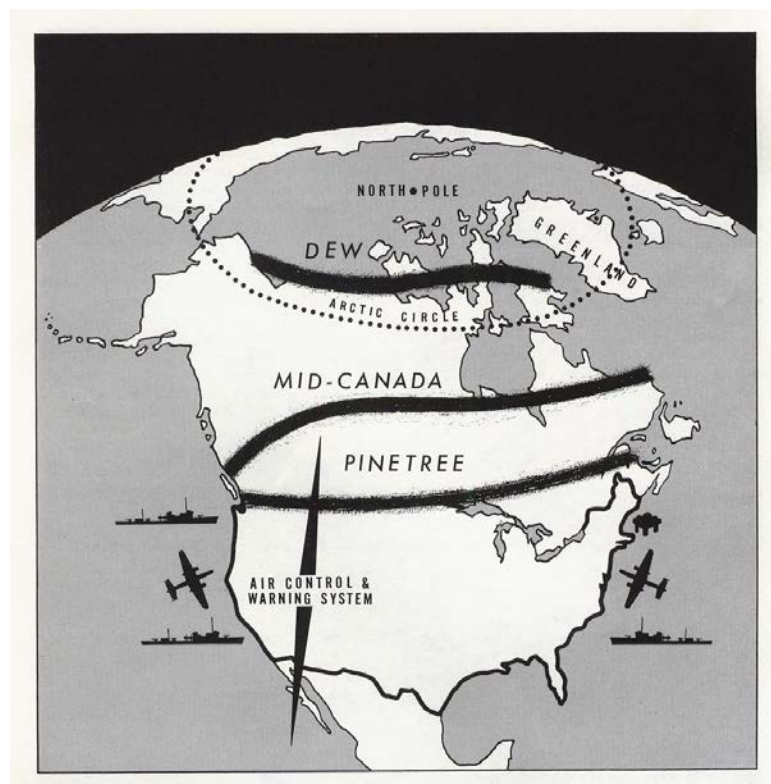 NORTH POLE
GREENLAND
DEW
ARCTIC CIRCLE
MID-CANADA
PINETREE
AIR CONTROL &
WARNING SYSTEM